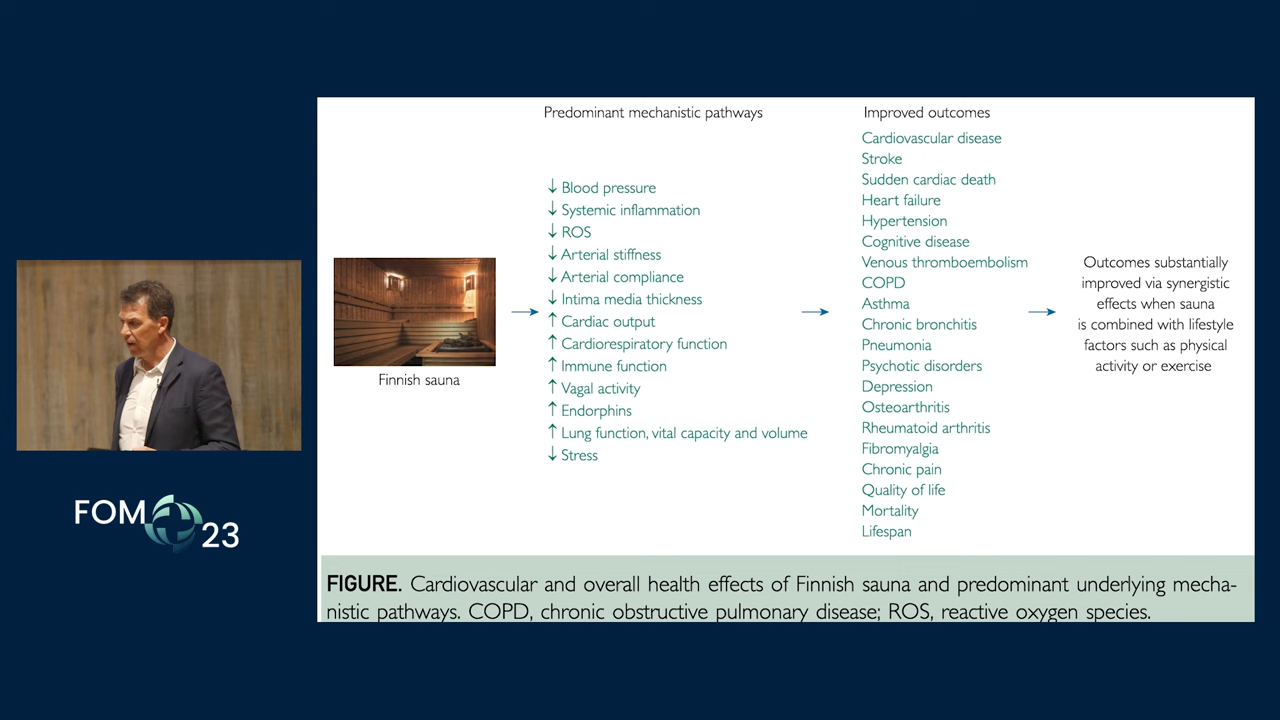 Predominant mechanistic pathways
Improved outcomes
↓ Blood pressure
↓ Systemic inflammation
↓ ROS
↓ Arterial stiffness
↓ Arterial compliance
↓ Intima media thickness
↑ Cardiac output
↑ Cardiorespiratory function
↑ Immune function
↑ Vagal activity
↑ Endorphins
↑ Lung function, vital capacity and volume
↓ Stress
Cardiovascular disease
Stroke
Sudden cardiac death
Heart failure
Hypertension
Cognitive disease
Venous thromboembolism
COPD
Asthma
Chronic bronchitis
Pneumonia
Psychotic disorders
Depression
Osteoarthritis
Rheumatoid arthritis
Fibromyalgia
Chronic pain
Quality of life
Mortality
Lifespan
Outcomes substantially
improved via synergistic
effects when sauna
is combined with lifestyle
factors such as physical
activity or exercise
Finnish sauna
FIGURE. Cardiovascular and overall health effects of Finnish sauna and predominant underlying mecha-
nistic pathways. COPD, chronic obstructive pulmonary disease; ROS, reactive oxygen species.
FOM
23